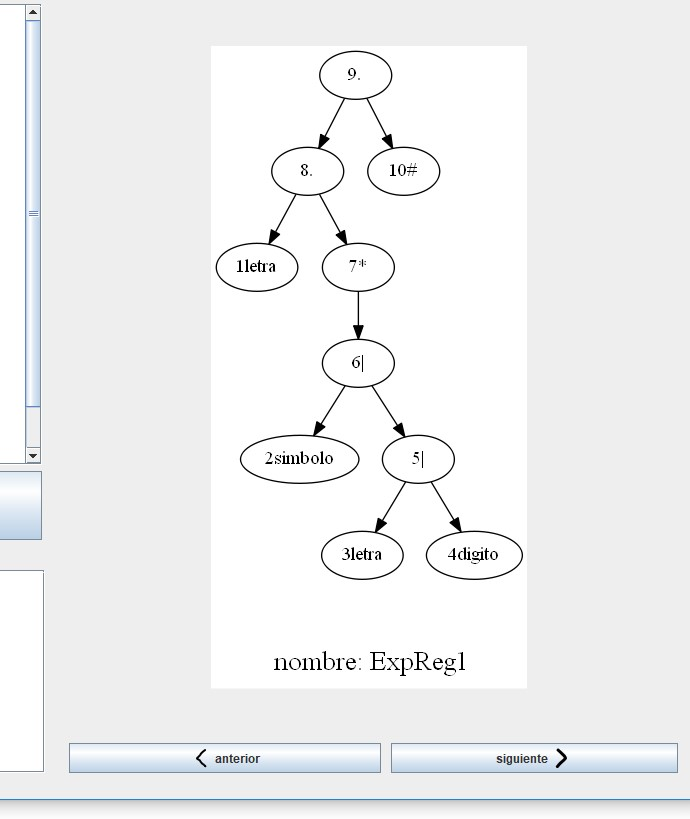 9.
8.
10#
1letra
7*
6|
2simbolo
5|
3letra
4digito
nombre: ExpReg1
anterior
siguiente